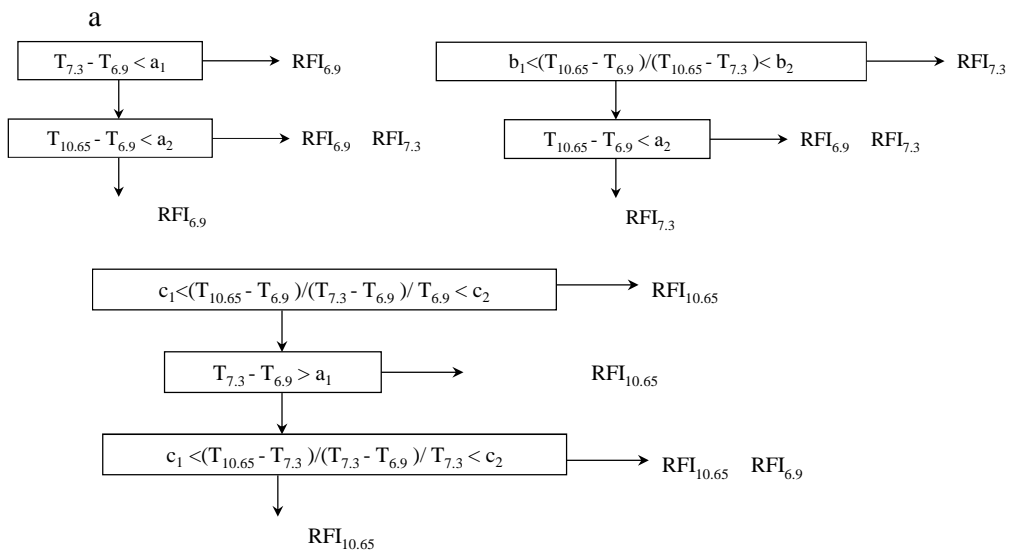 a
T7.3 - T6.9 < a1 RFI6.9
T10.65 - T6.9 < a2 RFI6.9 RFI7.3
RFI6.9
b1<(T10.65 - T6.9 )/(T10.65 - T7.3 )< b2 RFI7.3
T10.65 - T6.9 < a2 RFI6.9 RFI7.3
RFI7.3
c1<(T10.65 - T6.9 )/(T7.3 - T6.9 )/ T6.9 < c2 RFI10.65
T7.3 - T6.9 > a1 RFI10.65
c1 <(T10.65 - T7.3 )/(T7.3 - T6.9 )/ T7.3 < c2 RFI10.65 RFI6.9
RFI10.65